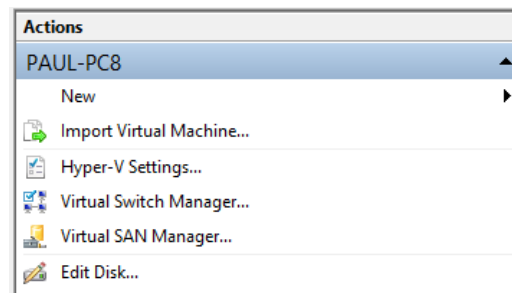 Actions
PAUL-PC8
New
Import Virtual Machine...
Hyper-V Settings...
Virtual Switch Manager...
Virtual SAN Manager...
Edit Disk...